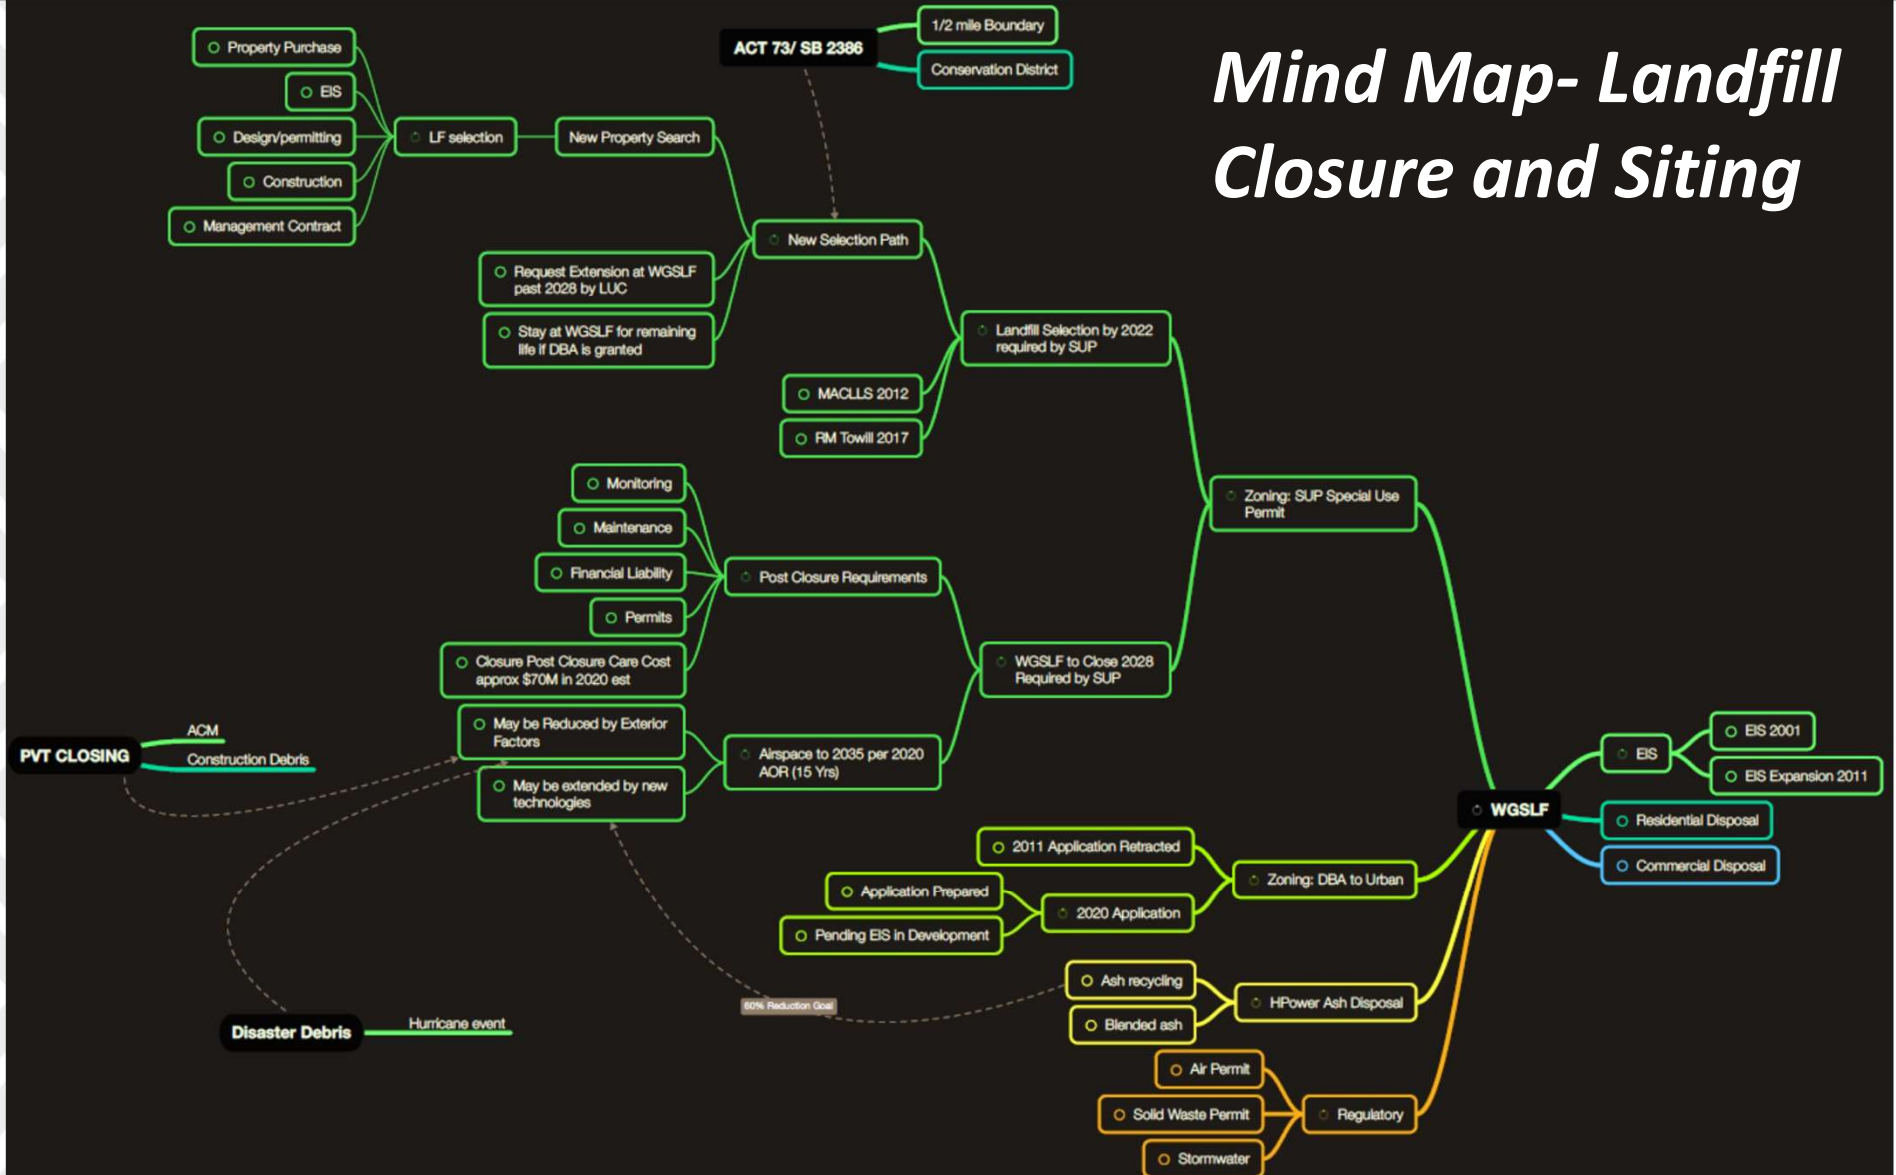 Mind Map- Landfill
Closure and Siting
ACT 73/ SB 2386
1/2 mile Boundary
Conservation District
Property Purchase
EIS
Design/permitting
Construction
Management Contract
LF selection
New Property Search
New Selection Path
Request Extension at WGSLF
past 2028 by LUC
Stay at WGSLF for remaining
life if DBA is granted
Landfill Selection by 2022
required by SUP
MACLLS 2012
RM Towill 2017
Zoning: SUP Special Use
Permit
Monitoring
Maintenance
Financial Liability
Permits
Closure Post Closure Care Cost
approx $70M in 2020 est
Post Closure Requirements
WGSLF to Close 2028
Required by SUP
May be Reduced by Exterior
Factors
May be extended by new
technologies
Airspace to 2035 per 2020
AOR (15 Yrs)
PVT CLOSING
ACM
Construction Debris
Disaster Debris
Hurricane event
60% Reduction Goal
WGSLF
EIS
EIS 2001
EIS Expansion 2011
Residential Disposal
Commercial Disposal
2011 Application Retracted
Application Prepared
Pending EIS in Development
2020 Application
Zoning: DBA to Urban
Ash recycling
Blended ash
HPower Ash Disposal
Air Permit
Solid Waste Permit
Stormwater
Regulatory